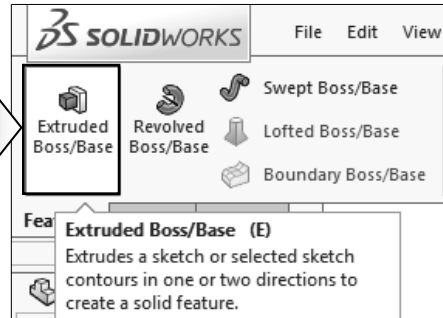 SOLIDWORKS File Edit View
Extruded Boss/Base
Revolved Boss/Base
Swept Boss/Base
Lofted Boss/Base
Boundary Boss/Base
Fea
Extruded Boss/Base (E)
Extrudes a sketch or selected sketch
contours in one or two directions to
create a solid feature.